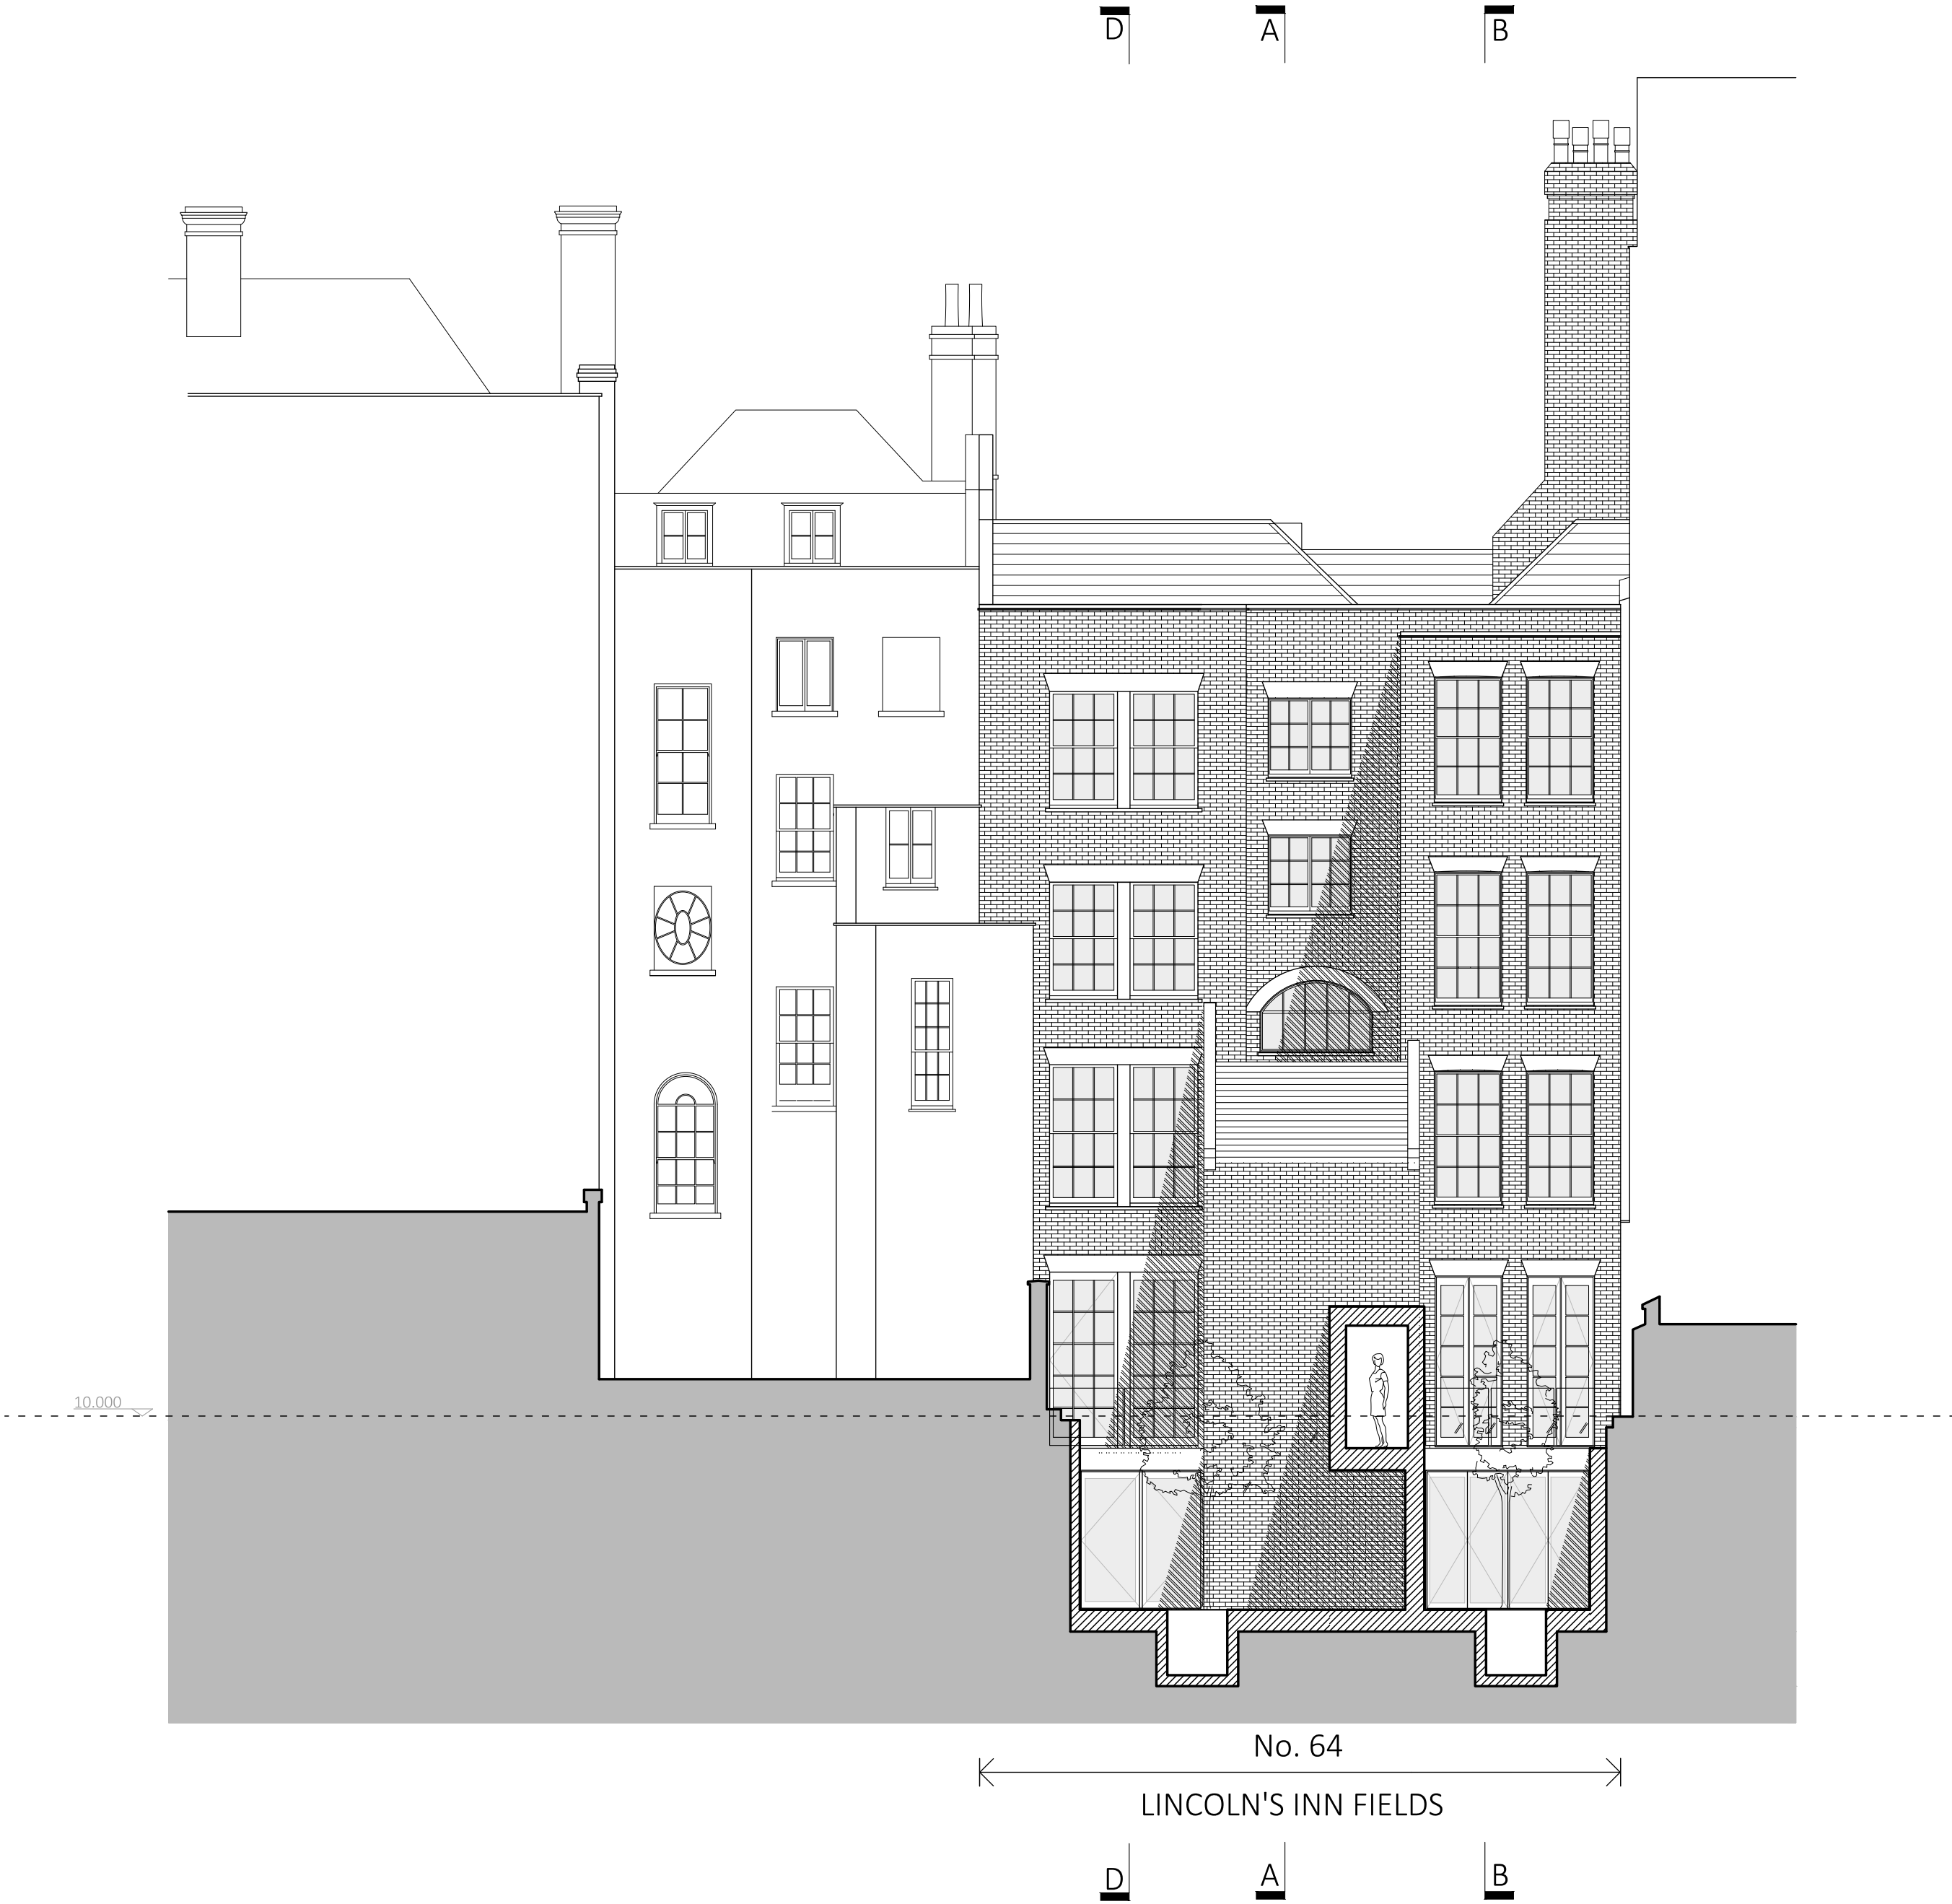 D A B
10.000
No. 64
LINCOLN'S INN FIELDS
D A B